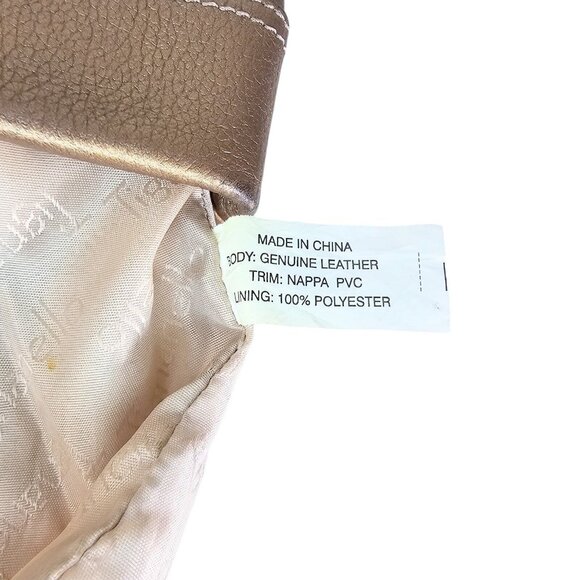 MADE IN CHINA
BODY: GENUINE LEATHER
TRIM: NAPPA PVC
LINING: 100% POLYESTER